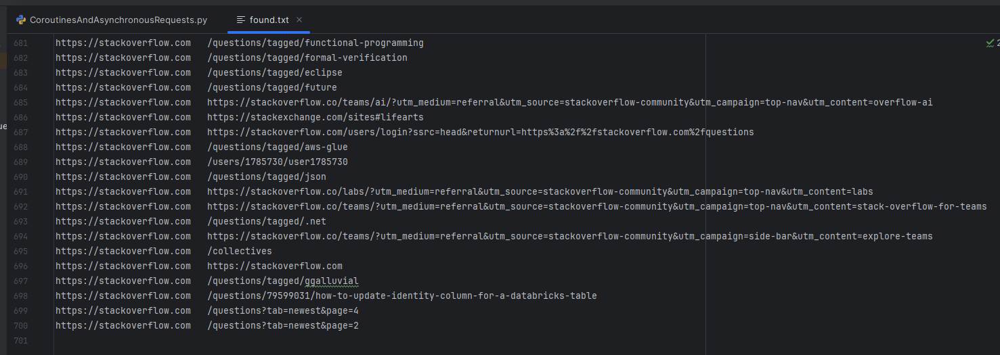 CoroutinesAndAsynchronousRequests.py found.txt
681 https://stackoverflow.com /questions/tagged/functional-programming
2
682 https://stackoverflow.com /questions/tagged/formal-verification
683 https://stackoverflow.com /questions/tagged/eclipse
684 https://stackoverflow.com /questions/tagged/future
685 https://stackoverflow.com https://stackoverflow.co/teams/ai/?utm_medium=referral&utm_source=stackoverflow-community&utm_campaign=top-nav&utm_content=overflow-ai
686 https://stackoverflow.com https://stackexchange.com/sites#lifearts
ue
687 https://stackoverflow.com https://stackoverflow.com/users/login?ssrc=head&returnurl=https%3a%2f%2fstackoverflow.com%2fquestions
688 https://stackoverflow.com /questions/tagged/aws-glue
689 https://stackoverflow.com /users/1785730/user1785730
690 https://stackoverflow.com /questions/tagged/json
691 https://stackoverflow.com https://stackoverflow.co/labs/?utm_medium=referral&utm_source=stackoverflow-community&utm_campaign=top-nav&utm_content=labs
692 https://stackoverflow.com https://stackoverflow.co/teams/?utm_medium=referral&utm_source=stackoverflow-community&utm_campaign=top-nav&utm_content=stack-overflow-for-teams
693 https://stackoverflow.com /questions/tagged/.net
694 https://stackoverflow.com https://stackoverflow.co/teams/?utm_medium=referral&utm_source=stackoverflow-community&utm_campaign=side-bar&utm_content=explore-teams
695 https://stackoverflow.com /collectives
696 https://stackoverflow.com https://stackoverflow.com
697 https://stackoverflow.com /questions/tagged/ggalluvial
698 https://stackoverflow.com /questions/79599031/how-to-update-identity-column-for-a-databricks-table
699 https://stackoverflow.com /questions?tab=newest&page=4
700 https://stackoverflow.com /questions?tab=newest&page=2
701